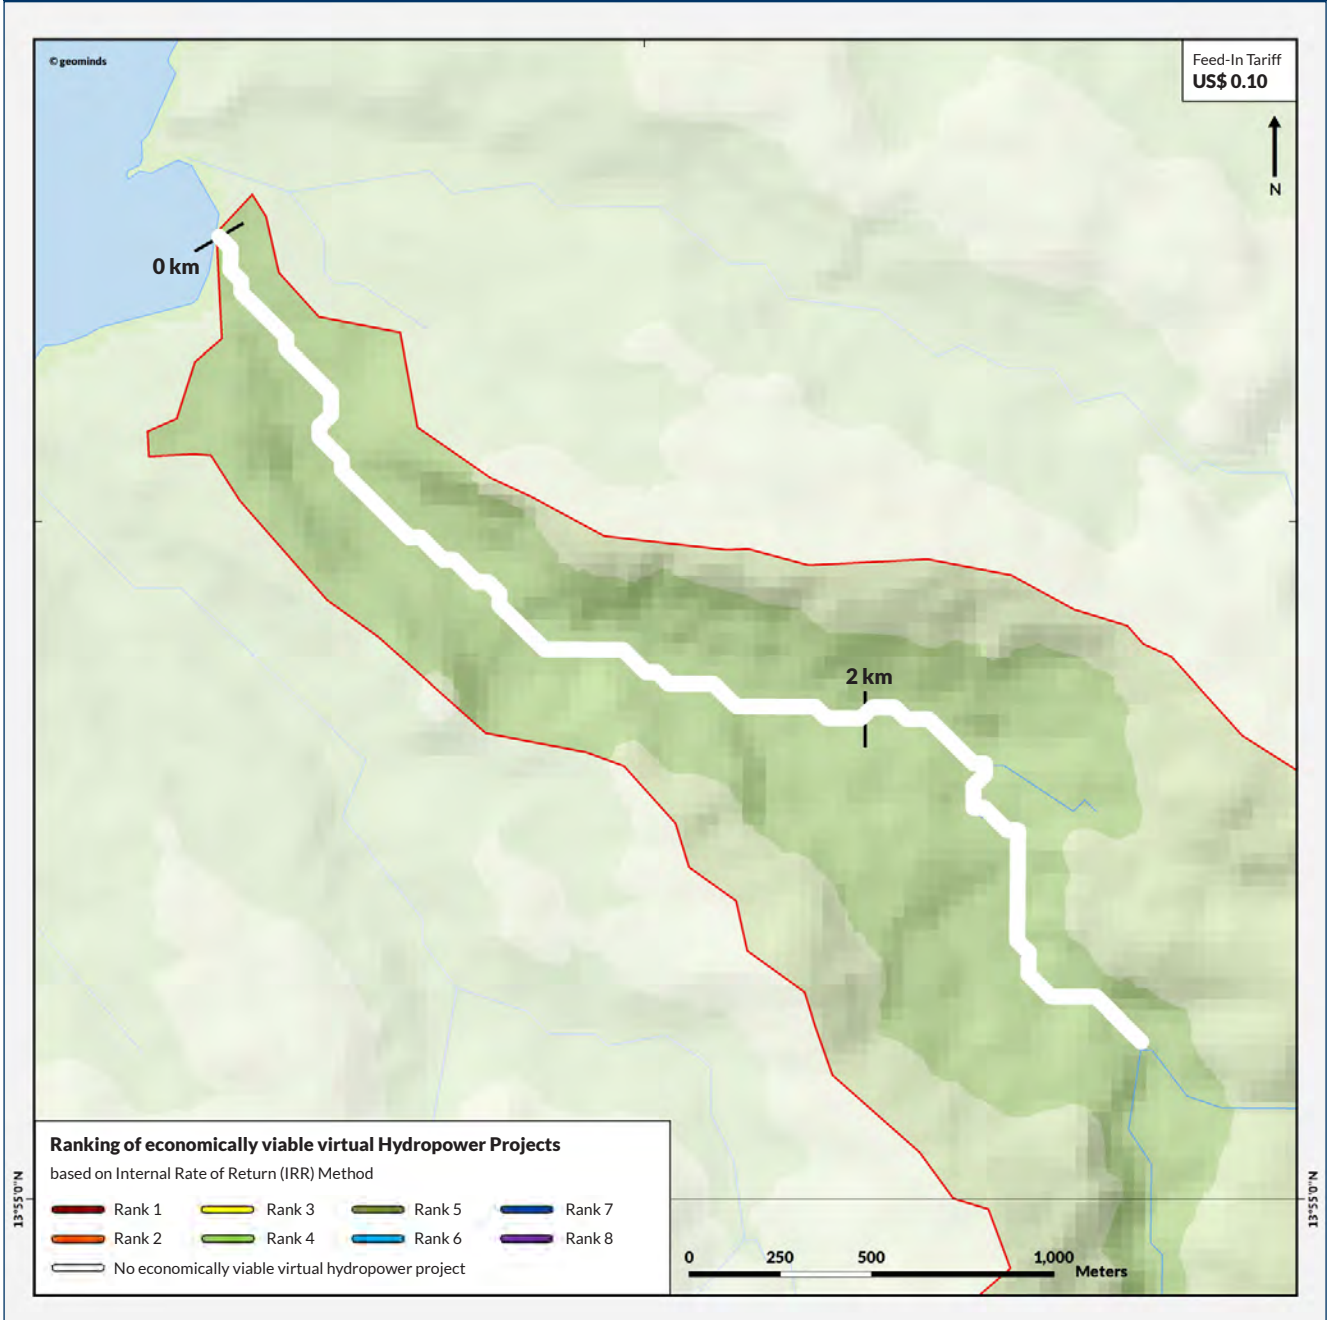 © geominds
Feed-In Tariff
US$ 0.10
N
0 km
2 km
Ranking of economically viable virtual Hydropower Projects
based on Internal Rate of Return (IRR) Method
Rank 1 Rank 3 Rank 5 Rank 7
Rank 2 Rank 4 Rank 6 Rank 8
No economically viable virtual hydropower project
0 250 500 1,000
Meters
13°55'0"N
13°55'0"N